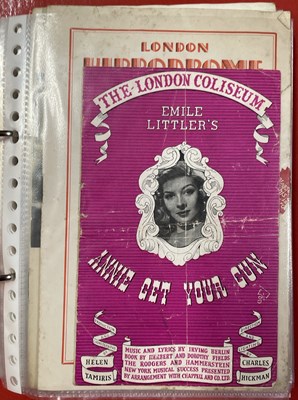 LONDON
HIPPODROME
THE LONDON COLISEUM
EMILE
LITTLER'S
ANNIE GET YOUR GUN
MUSIC AND LYRICS BY IRVING BERLIN
BOOK BY HERBERT AND DOROTHY FIELDS
THE RODGERS AND HAMMERSTEIN
NEW YORK MUSICAL SUCCESS PRESENTED
BY ARRANGEMENT WITH CHAPPELL AND CO. LTD
HELEN
TAMIRIS
CHARLES
HICKMAN